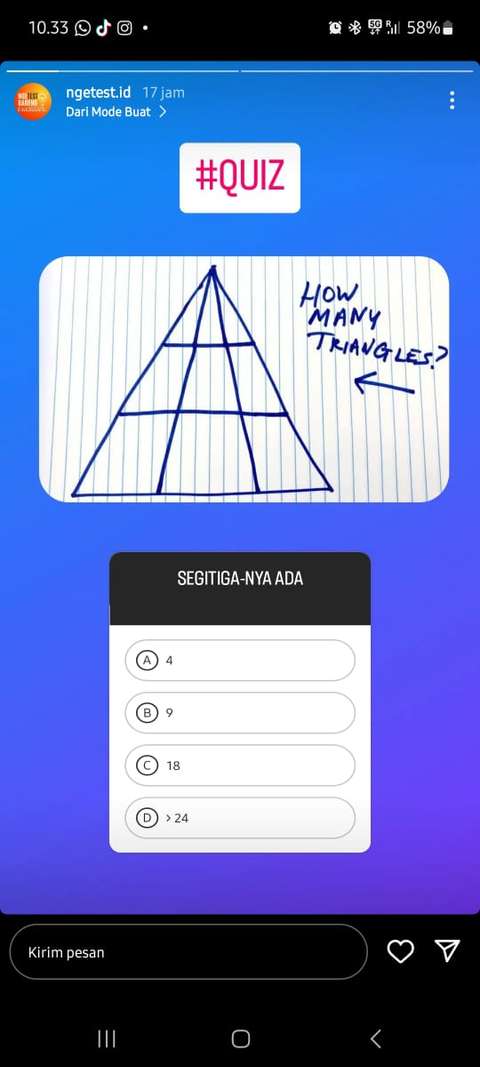 10.33
5G
R
58%
ngetest.id 17 jam
Dari Mode Buat
#QUIZ
HOW
MANY
TRIANGLES?
SEGITIGA-NYA ADA
A 4
B 9
C 18
D > 24
Kirim pesan